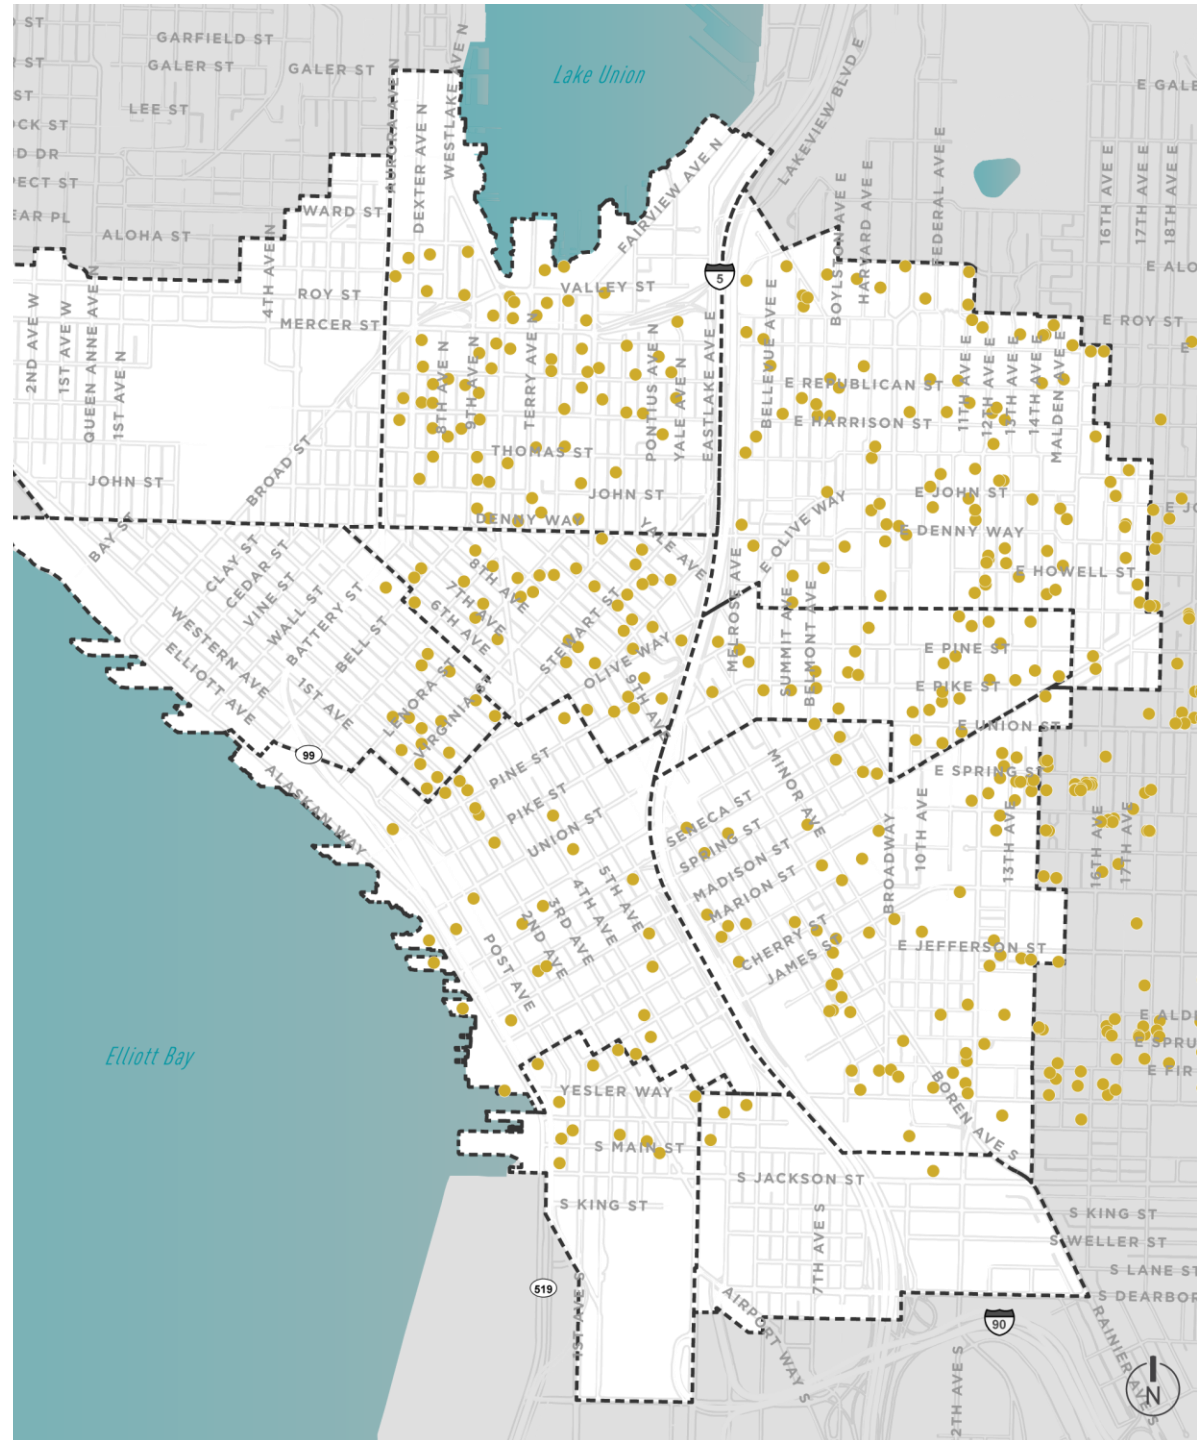 GARFIELD ST
GALER ST
GALER ST
LEE ST
WARD ST
ALOHA ST
ROY ST
MERCER ST
JOHN ST
BROAD ST
4TH AVE N
2ND AVE W
1ST AVE W
QUEEN ANNE AVE N
1ST AVE N
AURORA AVE N
DEXTER AVE N
WESTLAKE AVE N
Lake Union
FAIRVIEW AVE N
VALLEY ST
5
LAKEVIEW BLVD E
BOYLSTON AVE E
HARVARD AVE E
FEDERAL AVE E
16TH AVE E
17TH AVE E
18TH AVE E
E GALE
E ALO
E ROY ST
8TH AVE N
9TH AVE N
TERRY AVE N
PONTIUS AVE N
YALE AVE N
EASTLAKE AVE E
BELLEVUE AVE E
E REPUBLICAN ST
E HARRISON ST
11TH AVE E
12TH AVE E
13TH AVE E
14TH AVE E
MALDEN AVE E
THOMAS ST
JOHN ST
DENNY WAY
YALE AVE
E JOHN ST
E JO
E OLIVE WAY
E DENNY WAY
E HOWELL ST
MELROSE AVE
SUMMIT AVE
BELMONT AVE
E PINE ST
E PIKE ST
E UNION ST
E SPRING ST
BAY ST
CLAY ST
CEDAR ST
VINE ST
WALL ST
BATTERY ST
BELL ST
WESTERN AVE
ELLIOTT AVE
1ST AVE
LENORA ST
VIRGINIA ST
8TH AVE
7TH AVE
6TH AVE
STEWART ST
OLIVE WAY
9TH AVE
99
ALASKAN WAY
PINE ST
PIKE ST
UNION ST
SENECA ST
SPRING ST
MADISON ST
MARION ST
CHERRY ST
JAMES ST
MINOR AVE
BROADWAY
10TH AVE
13TH AVE
16TH AVE
17TH AVE
5TH AVE
4TH AVE
3RD AVE
2ND AVE
POST AVE
E JEFFERSON ST
E ALD
E SPRU
E FIR
Elliott Bay
YESLER WAY
BOREN AVE S
S MAIN ST
S JACKSON ST
S KING ST
S KING ST
S WELLER ST
S LANE ST
S DEARBOR
7TH AVE S
519
1ST AVE S
AIRPORT WAY S
90
RAINIER AVE S
N